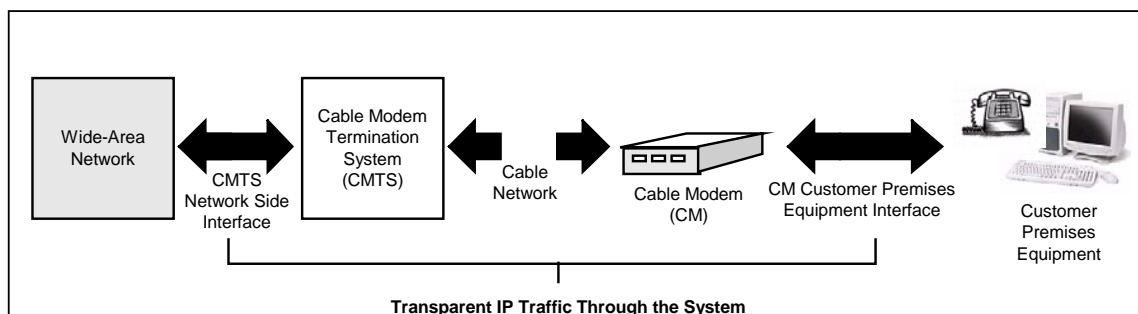 Wide-Area
Network
CMTS
Network Side
Interface
Cable Modem
Termination
System
(CMTS)
Cable
Network
Cable Modem
(CM)
CM Customer Premises
Equipment Interface
Customer
Premises
Equipment
Transparent IP Traffic Through the System